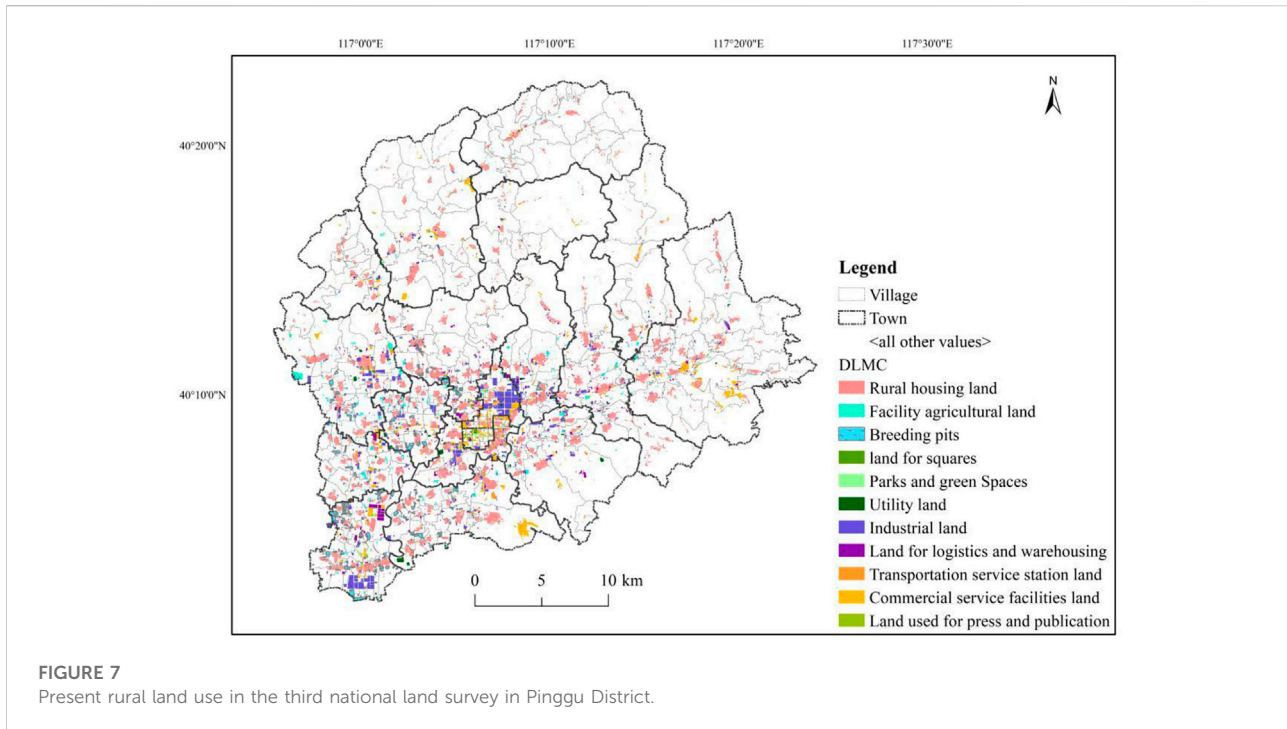 117°0'0"E
117°10'0"E
117°20'0"E
117°30'0"E
N
40°20'0"N
40°10'0"N
Legend
Village
Town
<all other values>
DLMC
Rural housing land
Facility agricultural land
Breeding pits
land for squares
Parks and green Spaces
Utility land
Industrial land
Land for logistics and warehousing
Transportation service station land
Commercial service facilities land
Land used for press and publication
0 5 10 km
FIGURE 7
Present rural land use in the third national land survey in Pinggu District.